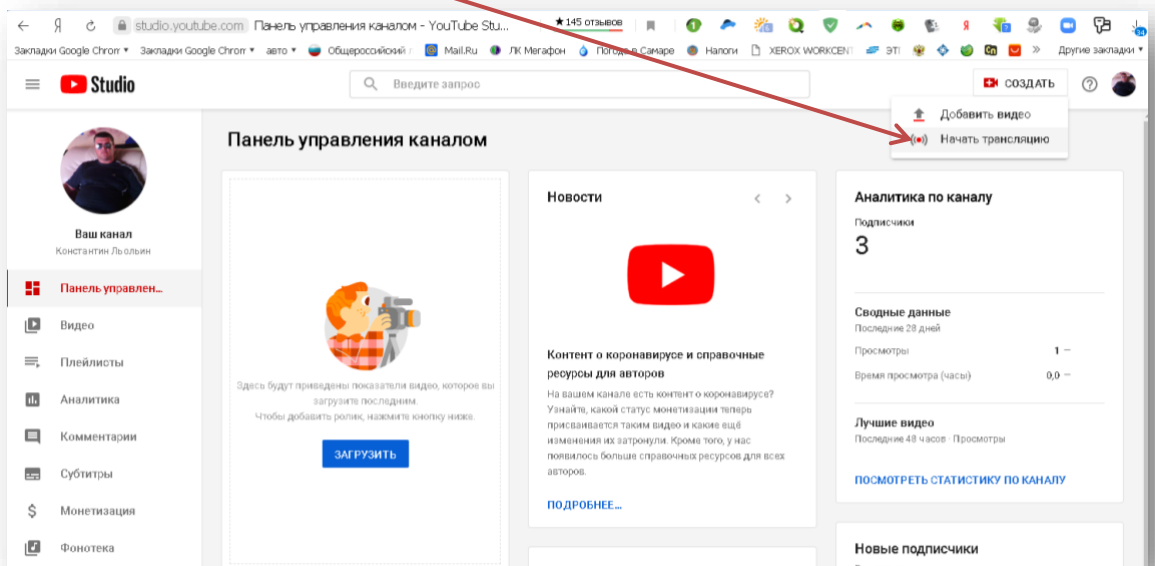 studio.youtube.com Панель управления каналом - YouTube Stu...
★145 отзывов
Закладки Google Chrom
Закладки Google Chrom
авто
Общероссийский
Mail.Ru
ЛК Мегафон
Погода в Самаре
Налоги
XEROX WORKCENT
ЭТІ
»
Другие закладки
Studio
Введите запрос
СОЗДАТЬ
Добавить видео
Начать трансляцию
Ваш канал
Константин
Панель управлен...
Видео
Плейлисты
Аналитика
Комментарии
Субтитры
Монетизация
Фонотека
Панель управления каналом
Здесь будут приведены показатели видео, которое вы
загрузите последним.
Чтобы добавить ролик, нажмите кнопку ниже.
ЗАГРУЗИТЬ
Новости
Контент о коронавирусе и справочные
ресурсы для авторов
На вашем канале есть контент о коронавирусе?
Узнайте, какой статус монетизации теперь
присваивается таким видео и какие ещё
изменения их затронули. Кроме того, у нас
появилось больше справочных ресурсов для всех
авторов.
ПОДРОБНЕЕ...
Аналитика по каналу
Подписчики
3
Сводные данные
Последние 28 дней
Просмотры 1 —
Время просмотра (часы) 0,0 —
Лучшие видео
Последние 48 часов · Просмотры
ПОСМОТРЕТЬ СТАТИСТИКУ ПО КАНАЛУ
Новые подписчики